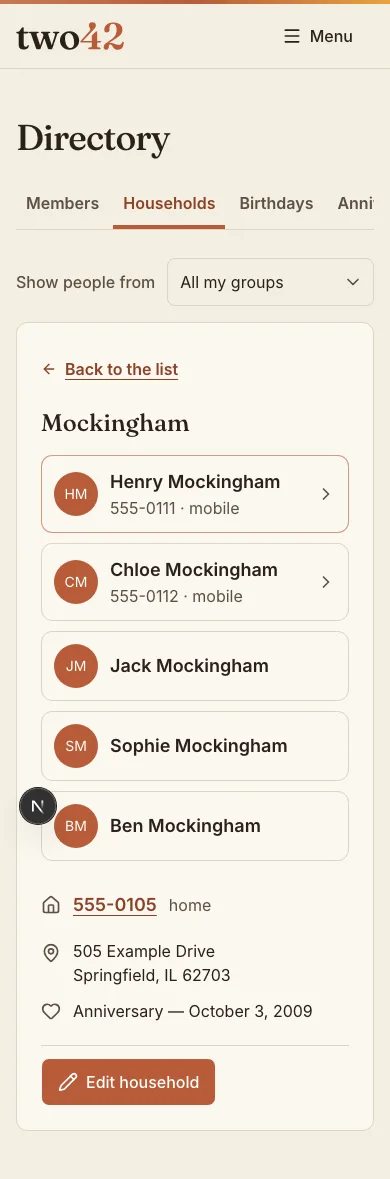 two42
Menu
Directory
Members Households Birthdays
Show people from All my groups
Back to the list
Mockingham
HM Henry Mockingham
555-0111 · mobile
CM Chloe Mockingham
555-0112 · mobile
JM Jack Mockingham
SM Sophie Mockingham
N
BM Ben Mockingham
555-0105 home
505 Example Drive
Springfield, IL 62703
Anniversary — October 3, 2009
Edit household